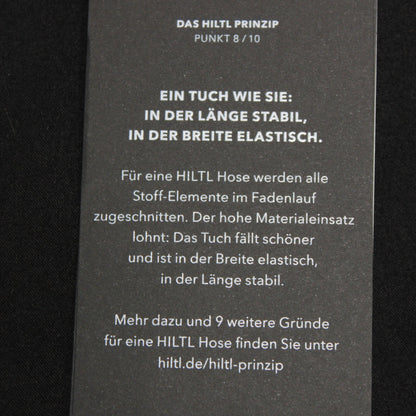 DAS HILTL PRINZIP
PUNKT 8 / 10
EIN TUCH WIE SIE:
IN DER LÄNGE STABIL,
IN DER BREITE ELASTISCH.
Für eine HILTL Hose werden alle
Stoff-Elemente im Fadenlauf
zugeschnitten. Der hohe Materialeinsatz
lohnt: Das Tuch fällt schöner
und ist in der Breite elastisch,
in der Länge stabil.
Mehr dazu und 9 weitere Gründe
für eine HILTL Hose finden Sie unter
hiltl.de/hiltl-prinzip